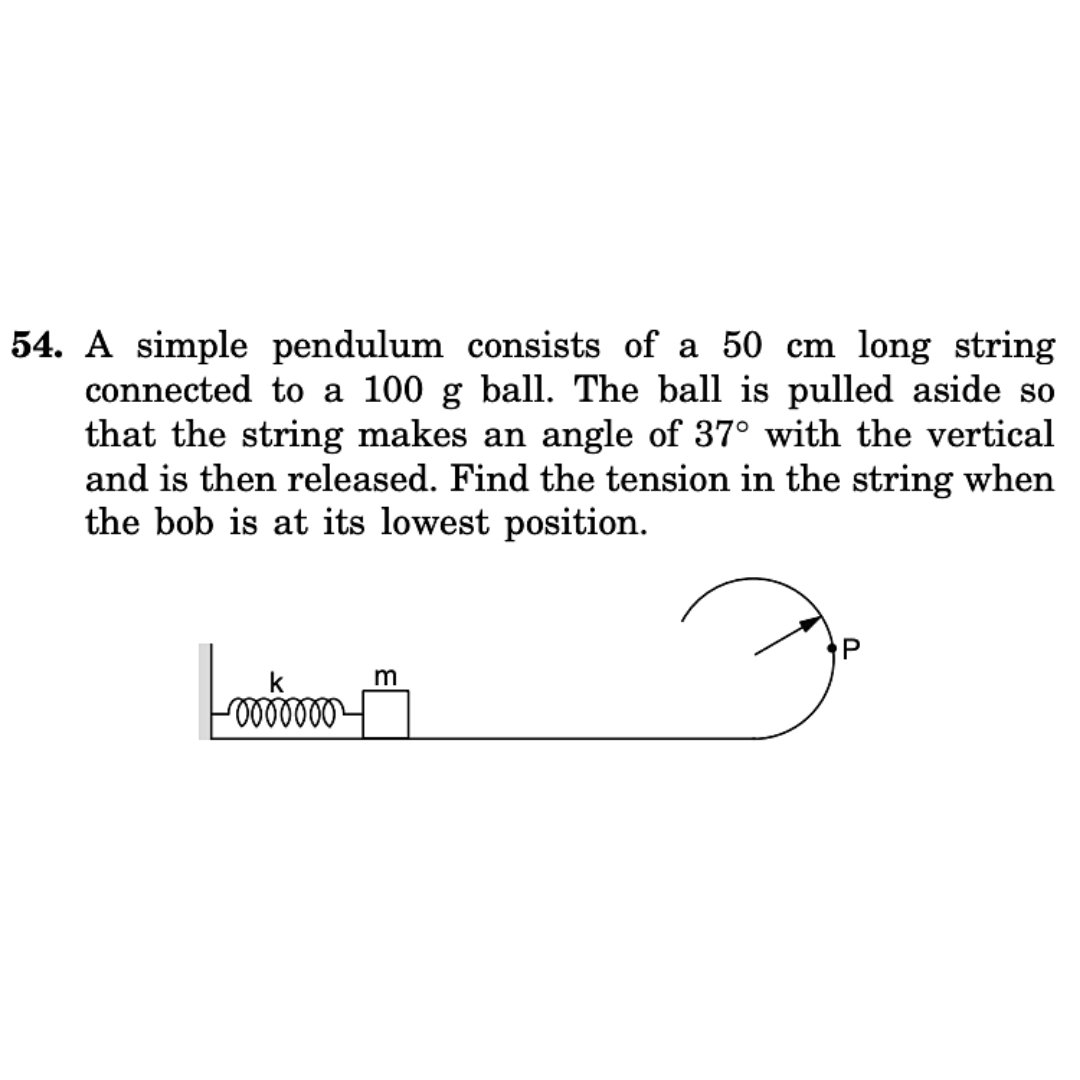 54. A simple pendulum consists of a 50 cm long string
connected to a 100 g ball. The ball is pulled aside so
that the string makes an angle of 37° with the vertical
and is then released. Find the tension in the string when
the bob is at its lowest position.
P
k
m